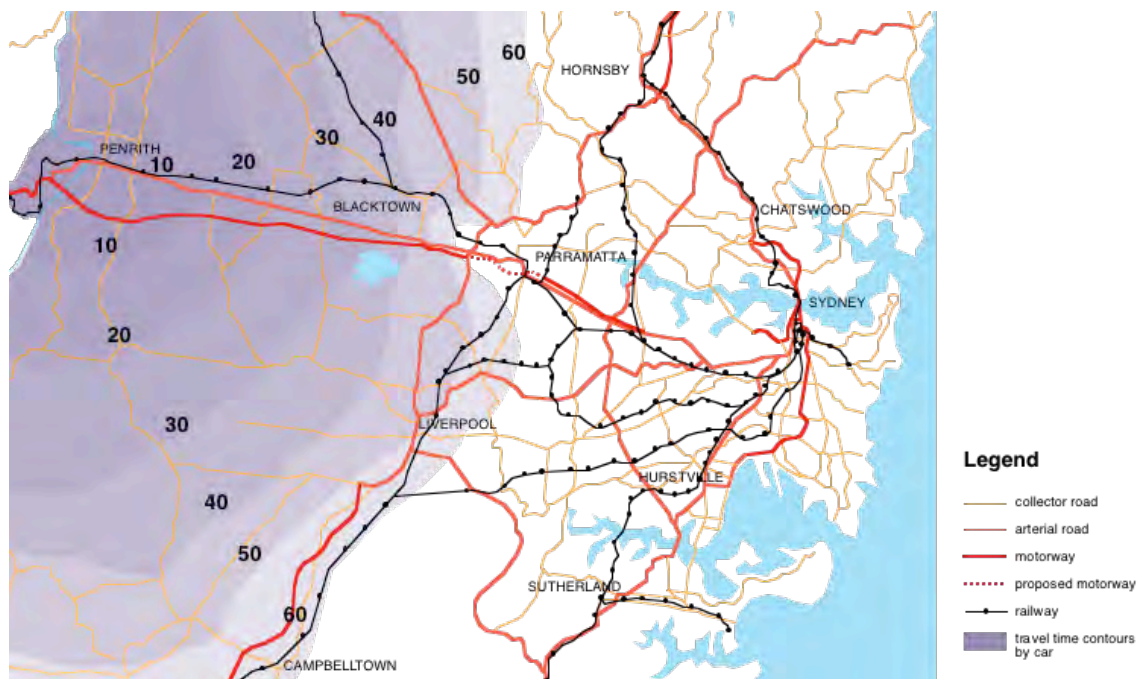 60
HORNSBY
50
40
30
PENRITH
10
20
BLACKTOWN
CHATSWOOD
10
PARRAMATTA
SYDNEY
20
30
LIVERPOOL
HURSTVILLE
40
50
SUTHERLAND
60
CAMPBELLTOWN
Legend
collector road
arterial road
motorway
proposed motorway
railway
travel time contours
by car